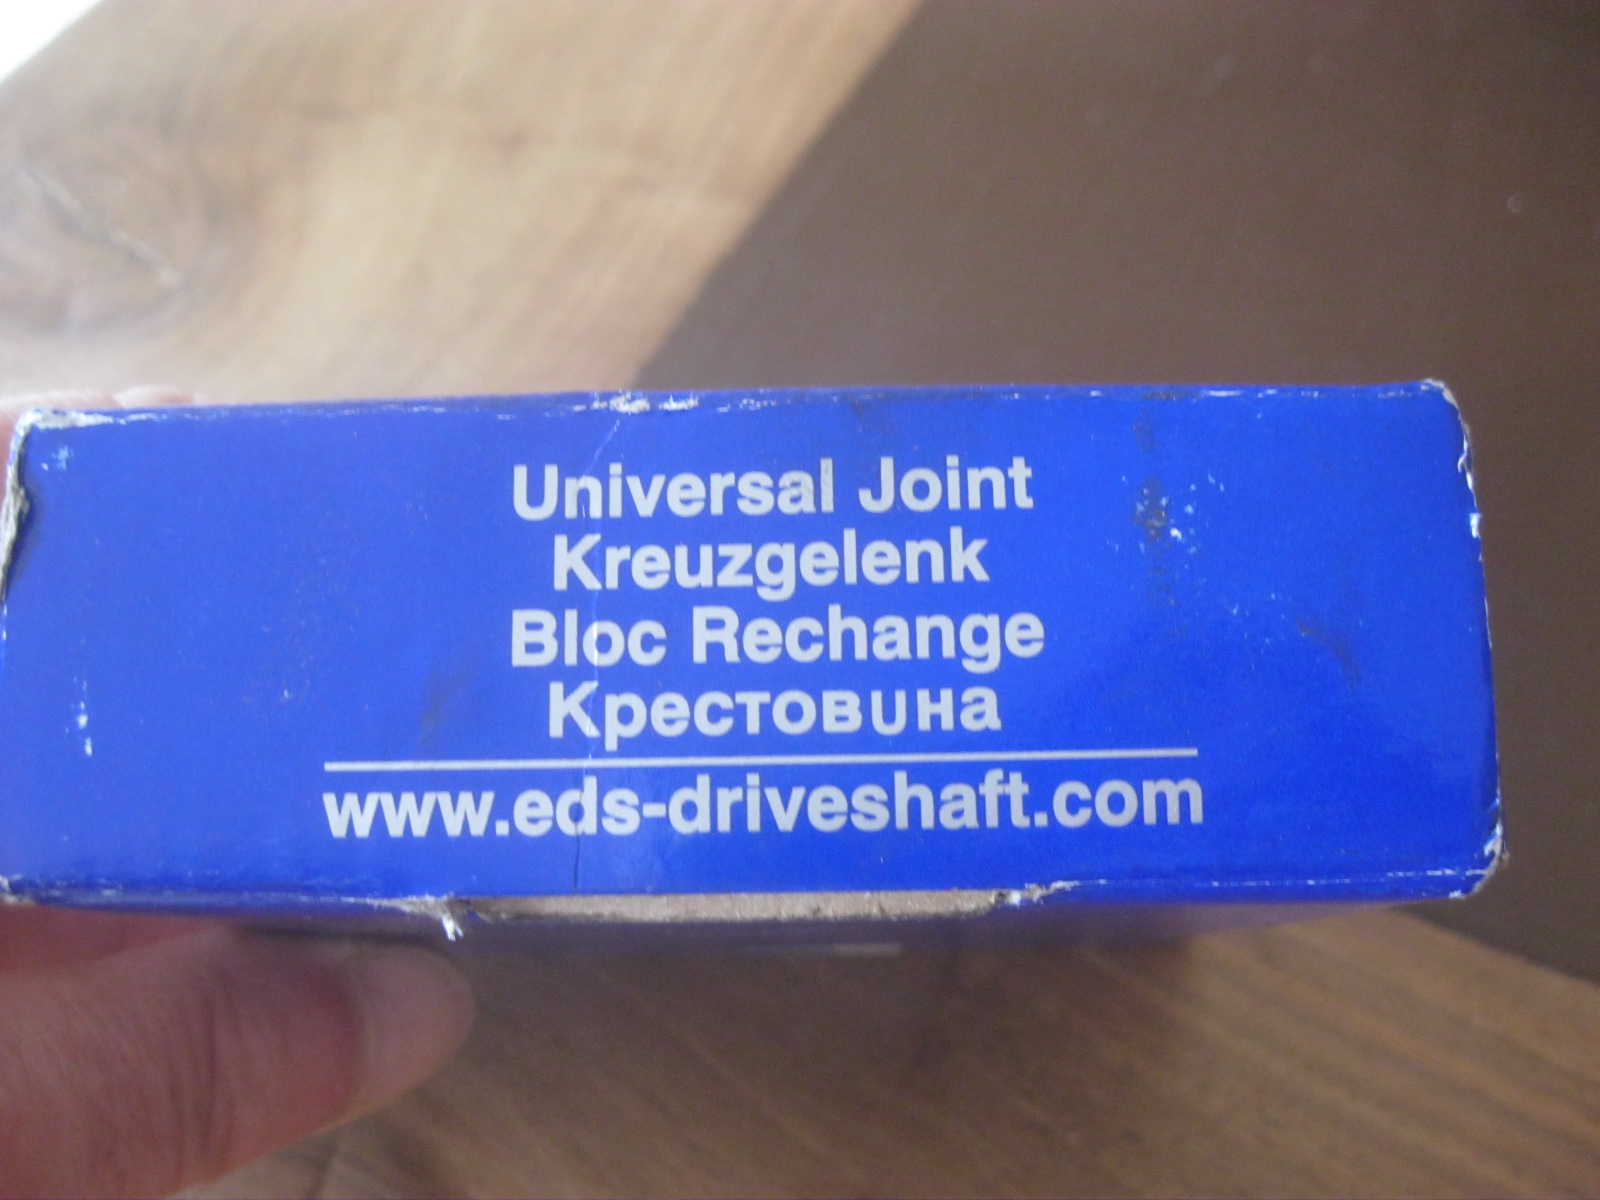 Universal Joint
Kreuzgelenk
Bloc Rechange
Крестовина
www.eds-driveshaft.com